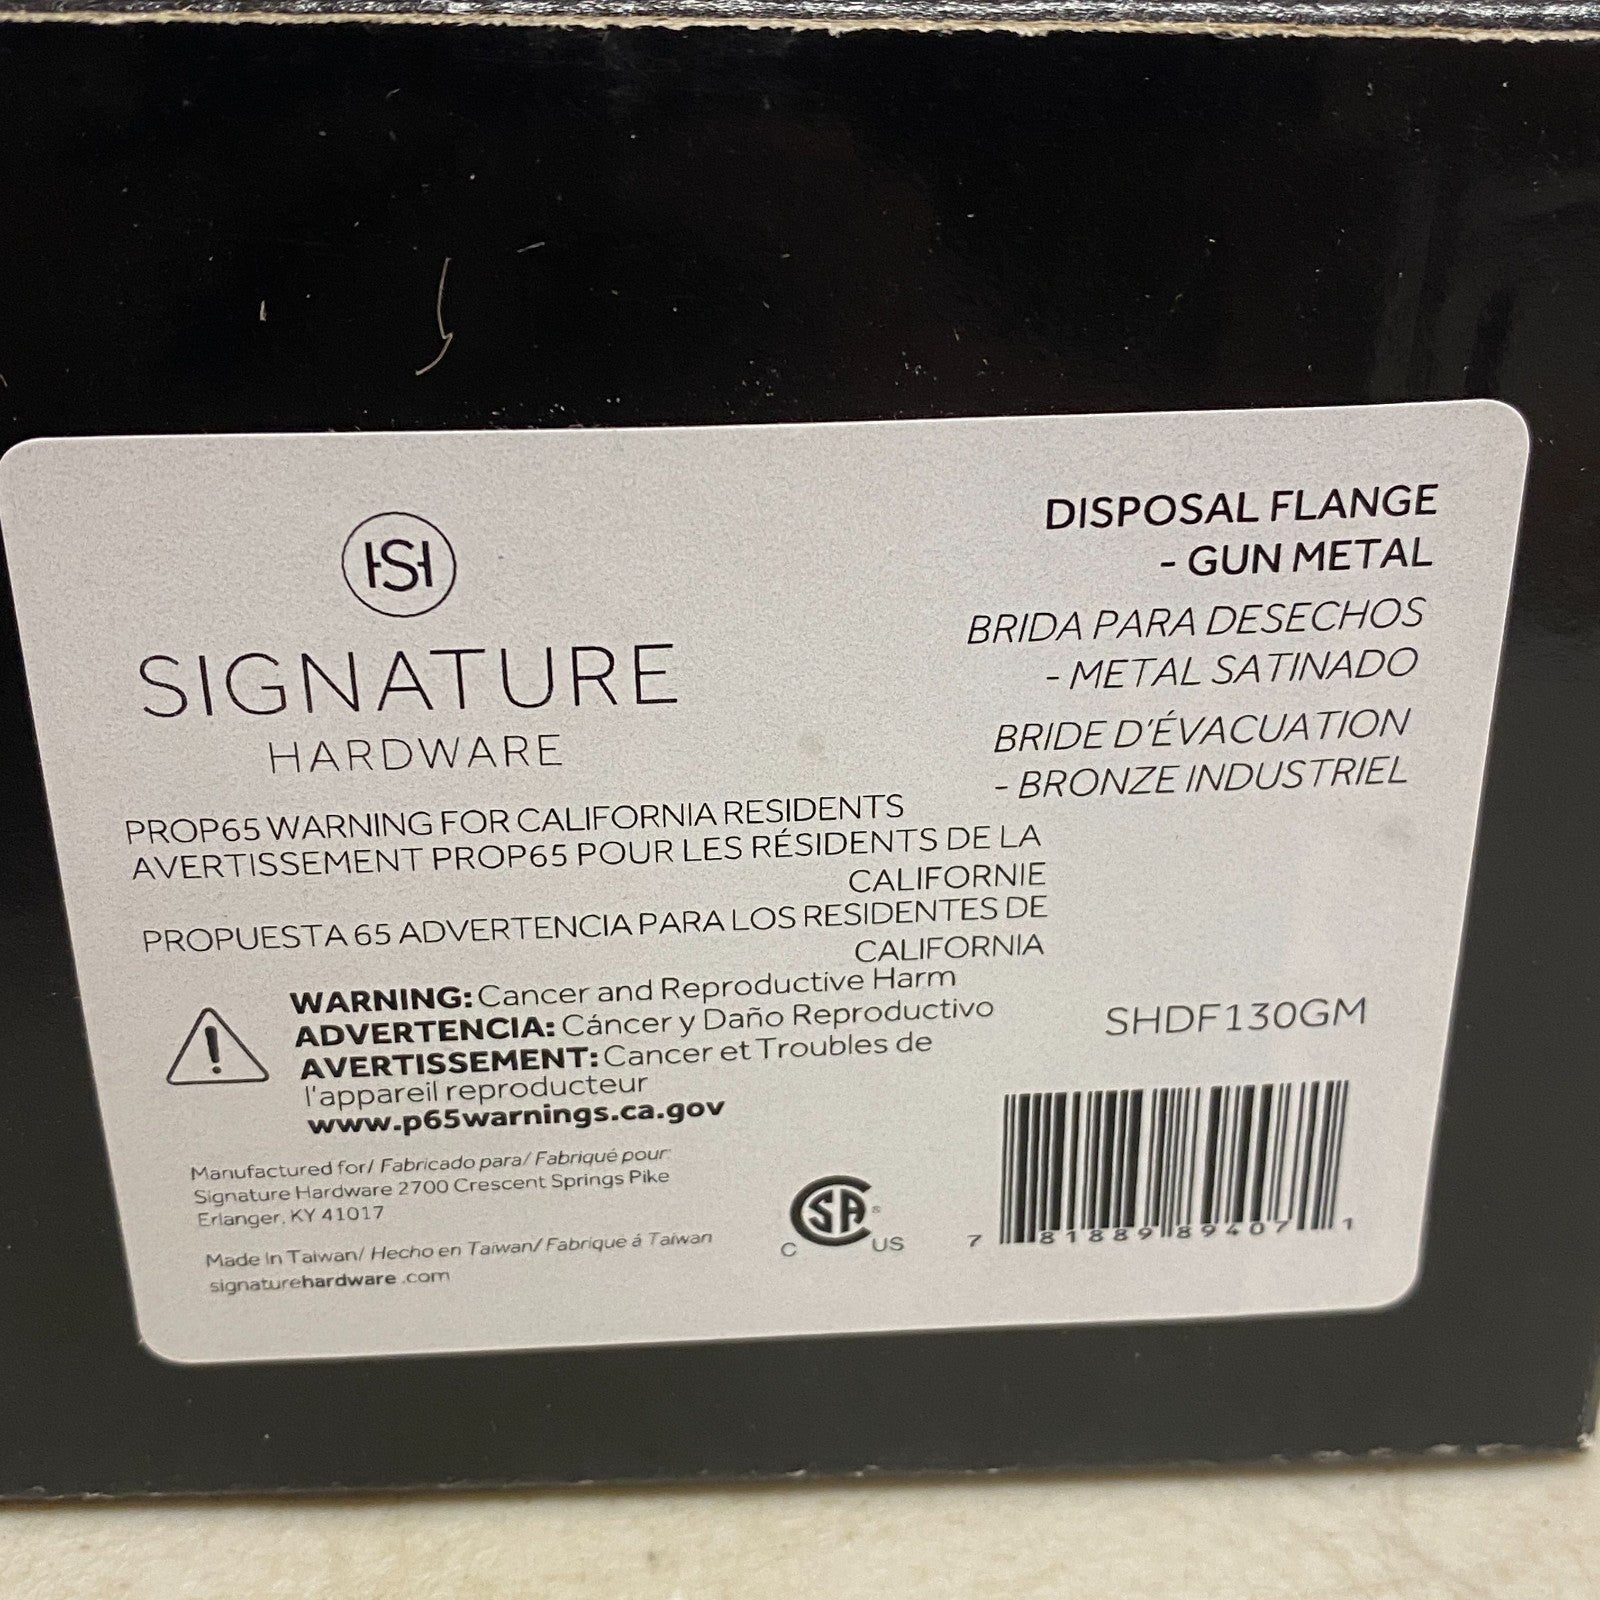 HSH
SIGNATURE
HARDWARE
DISPOSAL FLANGE
- GUN METAL
BRIDA PARA DESECHOS
- METAL SATINADO
BRIDE D'ÉVACUATION
- BRONZE INDUSTRIEL
PROP65 WARNING FOR CALIFORNIA RESIDENTS
AVERTISSEMENT PROP65 POUR LES RÉSIDENTS DE LA
CALIFORNIE
PROPUESTA 65 ADVERTENCIA PARA LOS RESIDENTES DE
CALIFORNIA
WARNING: Cancer and Reproductive Harm
ADVERTENCIA: Cáncer y Daño Reproductivo
AVERTISSEMENT: Cancer et Troubles de
l'appareil reproducteur
www.p65warnings.ca.gov
Manufactured for/ Fabricado para/ Fabriqué pour:
Signature Hardware 2700 Crescent Springs Pike
Erlanger, KY 41017
Made In Taiwan/ Hecho en Taiwan/ Fabrique á Taiwan
signaturehardware.com
CSA®
C US
SHDF130GM
7 81889 89407 1